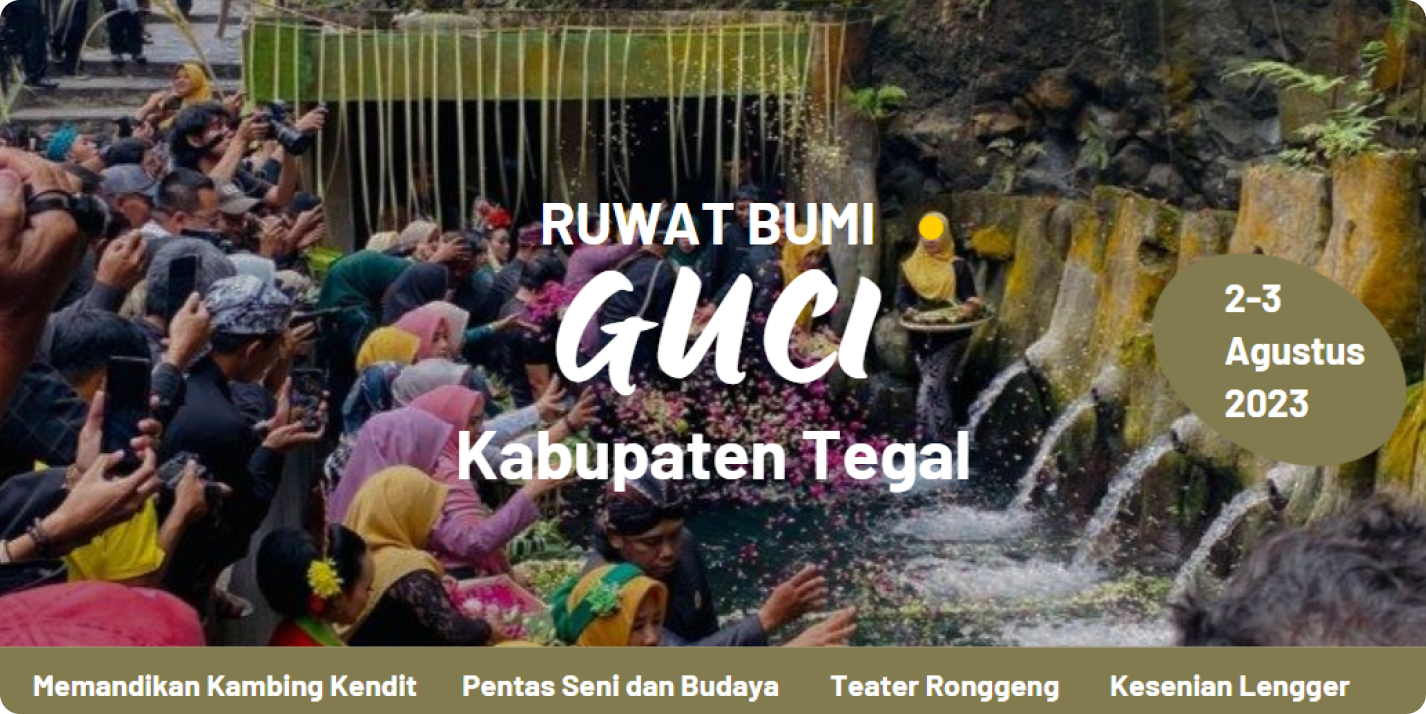 RUWAT BUMI
GUCI
Kabupaten Tegal
2-3
Agustus
2023
Memandikan Kambing Kendit Pentas Seni dan Budaya Teater Ronggeng Kesenian Lengger